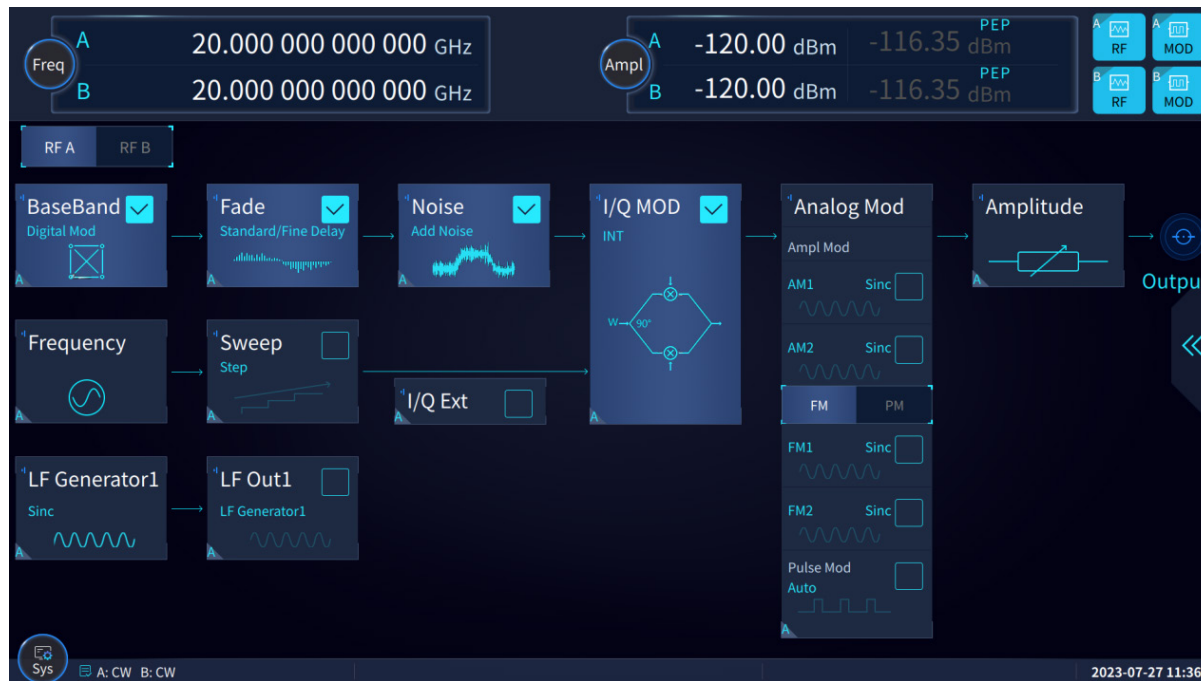 Freq
A 20.000 000 000 000 GHz
B 20.000 000 000 000 GHz
Ampl
PEP
A -120.00 dBm -116.35 dBm
PEP
B -120.00 dBm -116.35 dBm
A RF
A MOD
B RF
B MOD
RF A RF B
BaseBand
Digital Mod
A
Fade
Standard/Fine Delay
A
Noise
Add Noise
A
I/Q MOD
INT
W 90°
A
Analog Mod
Ampl Mod
AM1 Sinc
AM2 Sinc
FM PM
FM1 Sinc
FM2 Sinc
Pulse Mod
Auto
A
Amplitude
A
Outpu
Frequency
A
Sweep
Step
A
I/Q Ext
A
LF Generator1
Sinc
A
LF Out1
LF Generator1
A
Sys
A: CW B: CW
2023-07-27 11:36